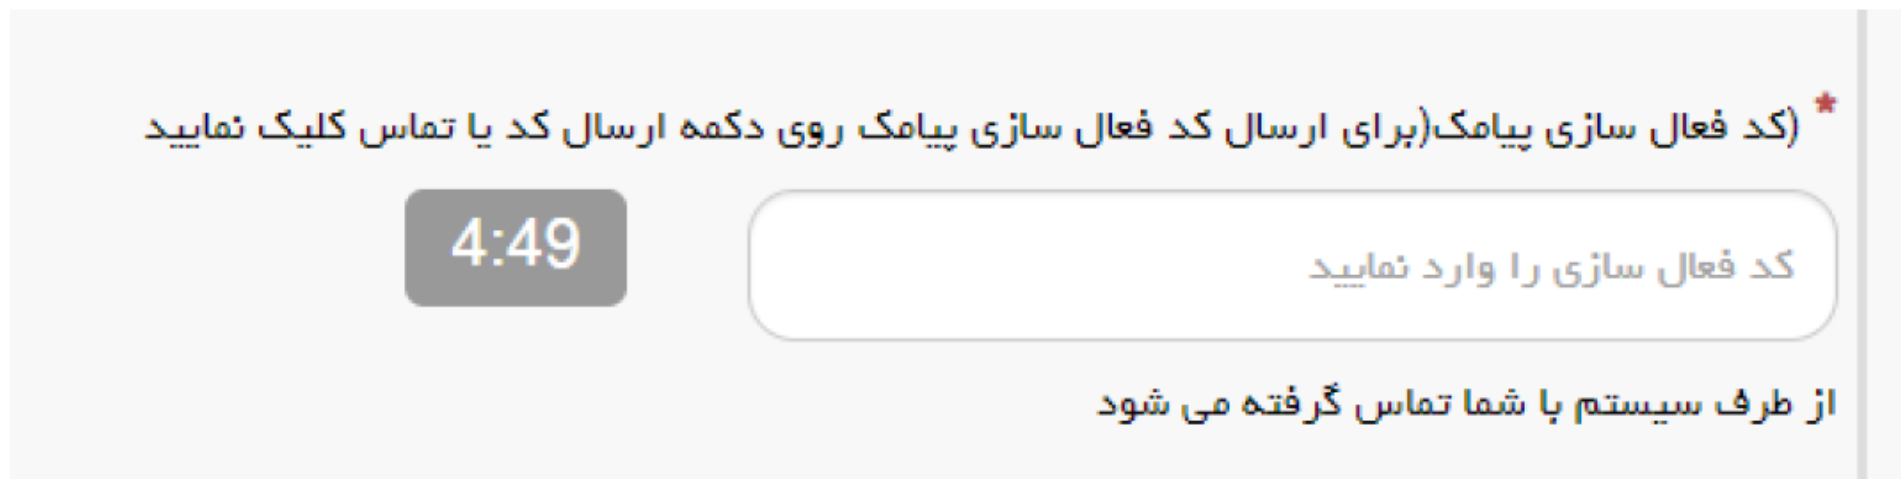 * (کد فعال سازی پیامک(برای ارسال کد فعال سازی پیامک روی دکمه ارسال کد یا تماس کلیک نمایید
کد فعال سازی را وارد نمایید
4:49
از طرف سیستم با شما تماس گرفته می شود